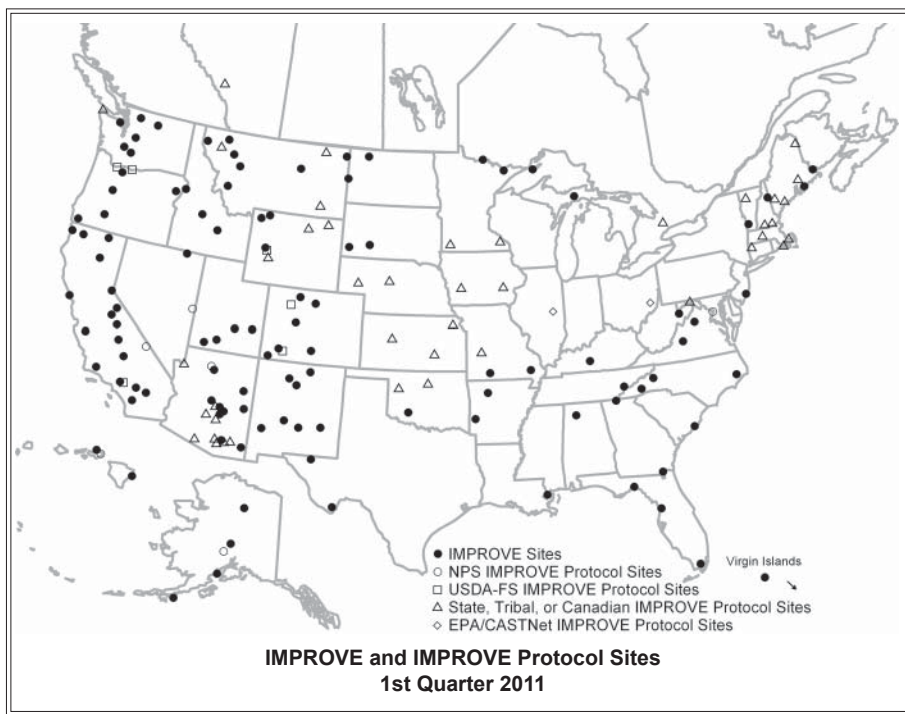 Virgin Islands
IMPROVE Sites
NPS IMPROVE Protocol Sites
USDA-FS IMPROVE Protocol Sites
State, Tribal, or Canadian IMPROVE Protocol Sites
EPA/CASTNet IMPROVE Protocol Sites
IMPROVE and IMPROVE Protocol Sites
1st Quarter 2011